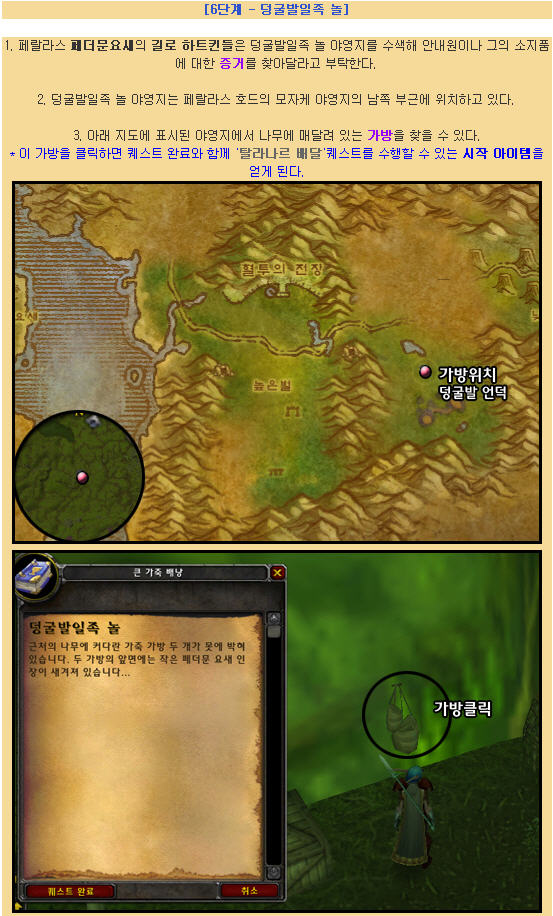 [6단계 - 덩굴발일족 놀]
1. 페랄라스 페더문요새의 길로 하트퀸들은 덩굴발일족 놀 야영지를 수색해 안내원이나 그의 소지품
에 대한 증거를 찾아달라고 부탁한다.
2. 덩굴발일족 놀 야영지는 페랄라스 호드의 모자케 야영지의 남쪽 부근에 위치하고 있다.
3. 아래 지도에 표시된 야영지에서 나무에 매달려 있는 가방을 찾을 수 있다.
* 이 가방을 클릭하면 퀘스트 완료와 함께 '탈라나르 배달'퀘스트를 수행할 수 있는 시작 아이템을
얻게 된다.
혈투의 전장
요새
가방위치
덩굴발 언덕
높은벌
큰 가죽 배낭
덩굴발일족 놀
근처의 나무에 커다란 가죽 가방 두 개가 못에 박혀
있습니다. 두 가방의 앞면에는 작은 페더문 요새 인
장이 새겨져 있습니다...
가방클릭
퀘스트 완료
취소